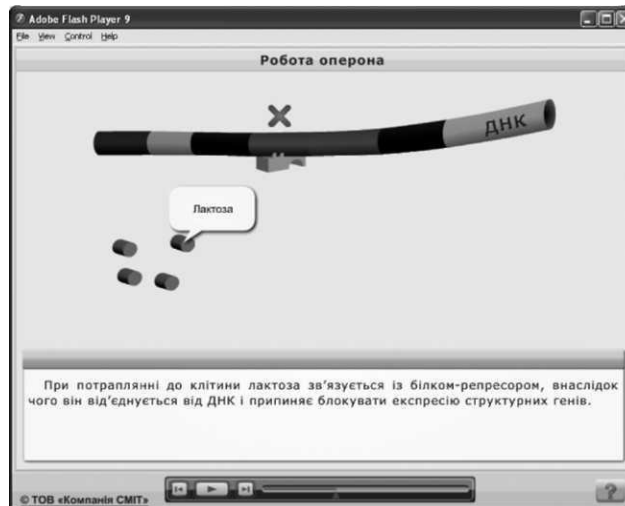 Adobe Flash Player 9
File View Control Help
Робота оперона
ДНК
Лактоза
При потраплянні до клітини лактоза зв'язується із білком-репресором, внаслідок
чого він від'єднується від ДНК і припиняє блокувати експресію структурних генів.
© ТОВ «Компанія СМІТ»
?